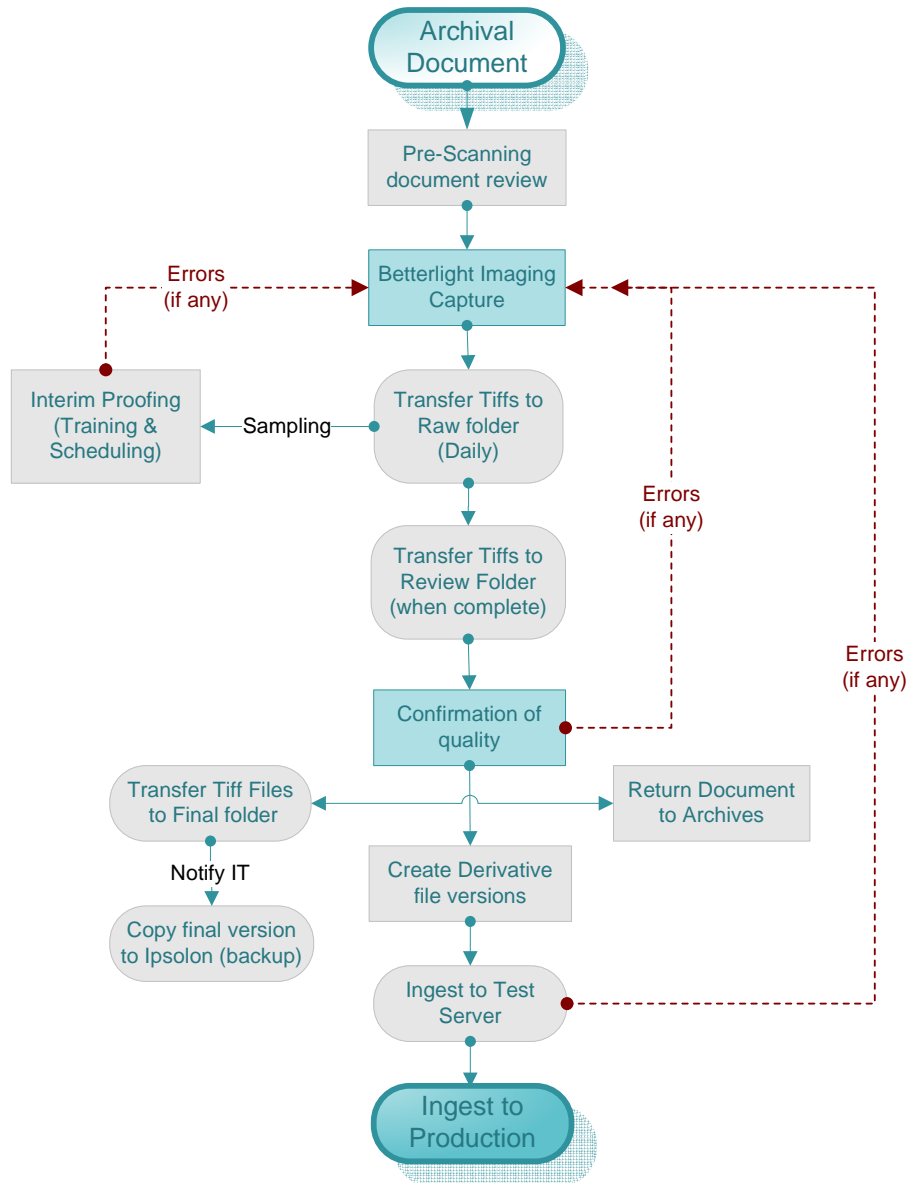 Archival
Document
Pre-Scanning
document review
Betterlight Imaging
Capture
Errors
(if any)
Interim Proofing
(Training &
Scheduling)
Sampling
Transfer Tiffs to
Raw folder
(Daily)
Errors
(if any)
Transfer Tiffs to
Review Folder
(when complete)
Errors
(if any)
Confirmation of
quality
Transfer Tiff Files
to Final folder
Return Document
to Archives
Notify IT
Create Derivative
file versions
Copy final version
to Ipsolon (backup)
Ingest to Test
Server
Ingest to
Production